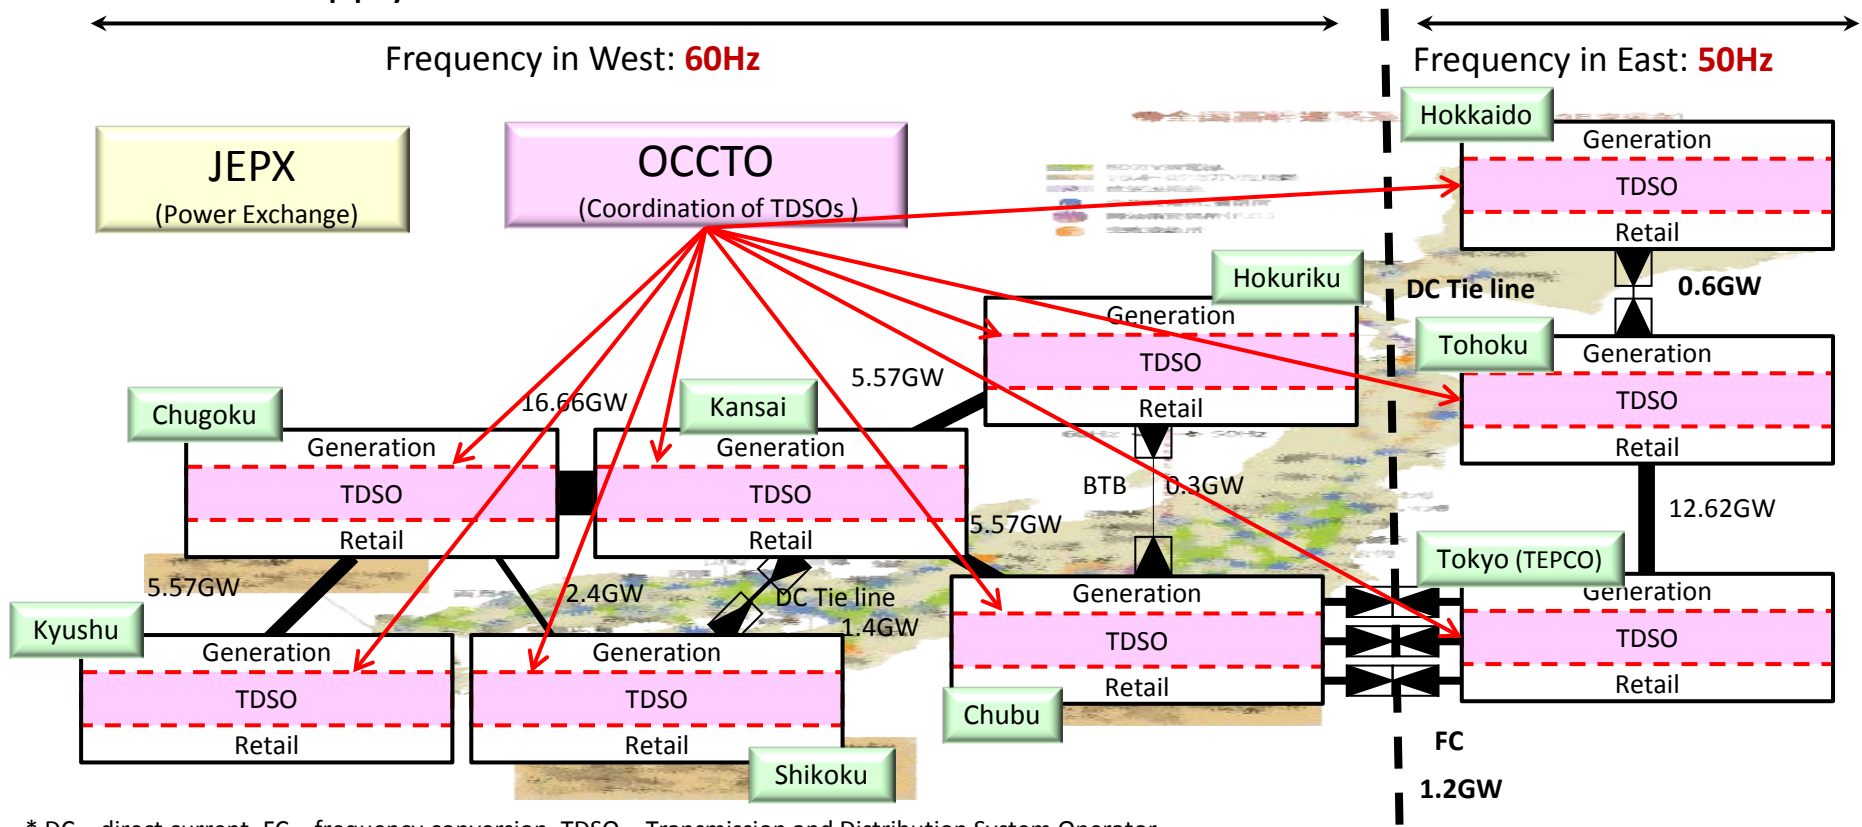 Frequency in West: 60Hz
Frequency in East: 50Hz
JEPX
(Power Exchange)
OCCTO
(Coordination of TDSOs )
Hokkaido
Generation
TDSO
Retail
DC Tie line
0.6GW
Hokuriku
Generation
TDSO
Retail
Tohoku
Generation
TDSO
Retail
5.57GW
16.66GW
Chugoku
Generation
TDSO
Retail
Kansai
Generation
TDSO
Retail
BTB
0.3GW
5.57GW
12.62GW
Tokyo (TEPCO)
Generation
TDSO
Retail
5.57GW
2.4GW
DC Tie line
1.4GW
Kyushu
Generation
TDSO
Retail
Generation
TDSO
Retail
Shikoku
Generation
TDSO
Retail
Chubu
FC
1.2GW